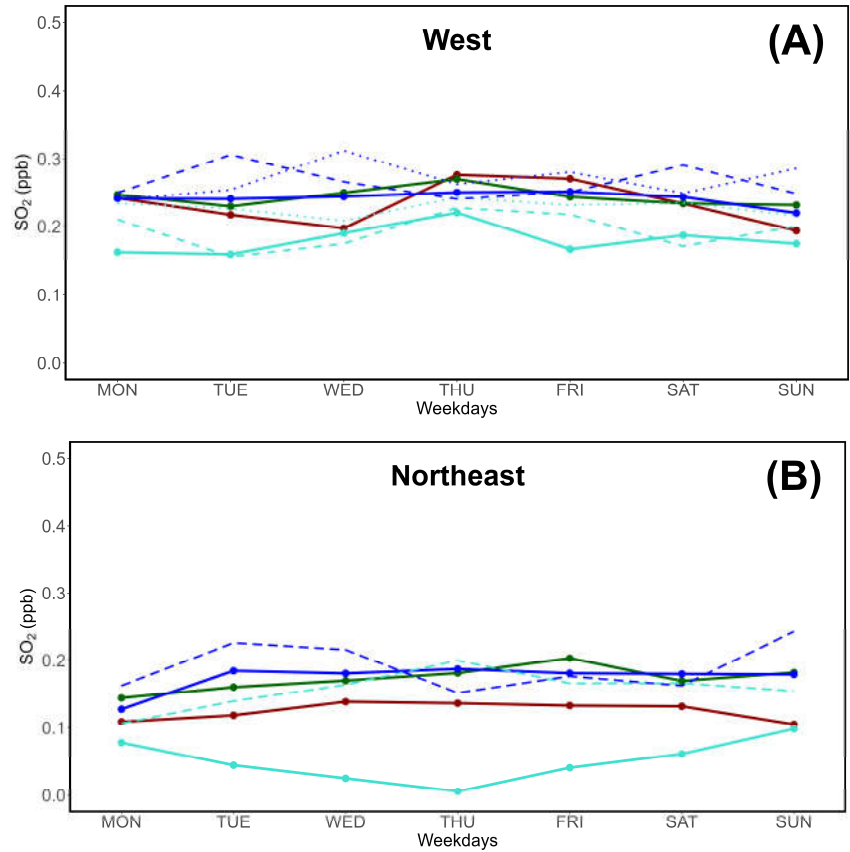 West
(A)
SO₂ (ppb)
0.5
0.4
0.3
0.2
0.1
0.0
MON TUE WED THU FRI SAT SUN
Weekdays
Northeast
(B)
SO₂ (ppb)
0.5
0.4
0.3
0.2
0.1
0.0
MON TUE WED THU FRI SAT SUN
Weekdays